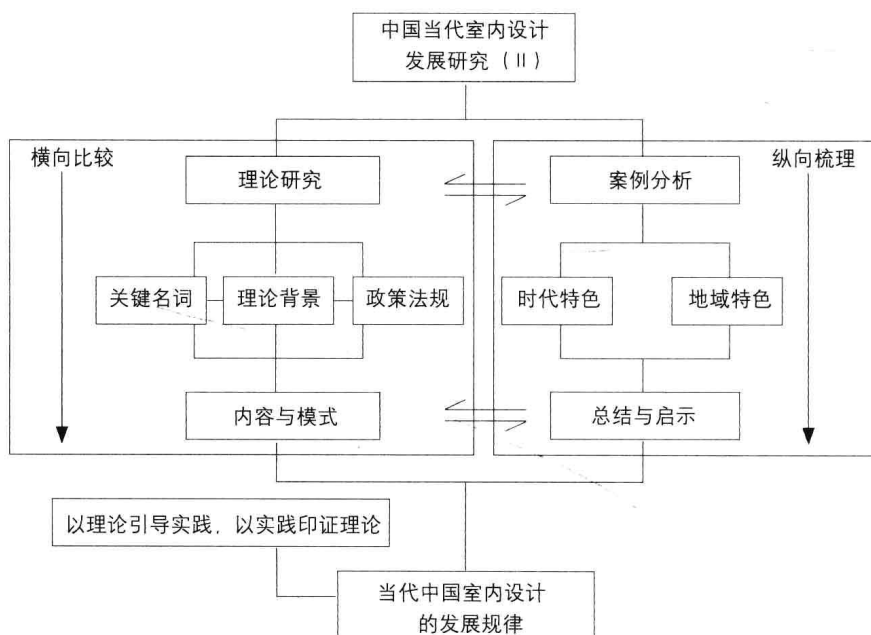 中国当代室内设计
发展研究（II）
横向比较
纵向梳理
理论研究
案例分析
关键名词
理论背景
政策法规
时代特色
地域特色
内容与模式
总结与启示
以理论引导实践，以实践印证理论
当代中国室内设计
的发展规律